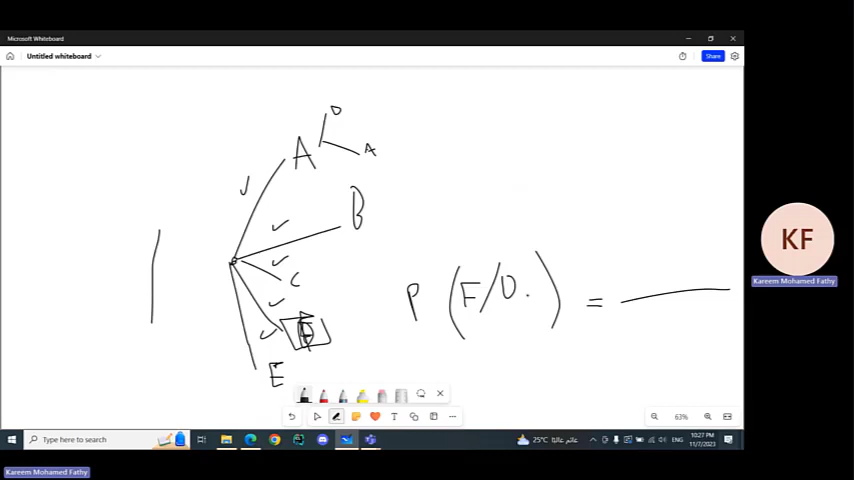 Microsoft Whiteboard
Untitled whiteboard
Share
D
A
A
B
C
E
P (F/D.) =
KF
Kareem Mohamed Fathy
63%
Type here to search
25°C
ENG
10:27 PM
11/7/2023
Kareem Mohamed Fathy